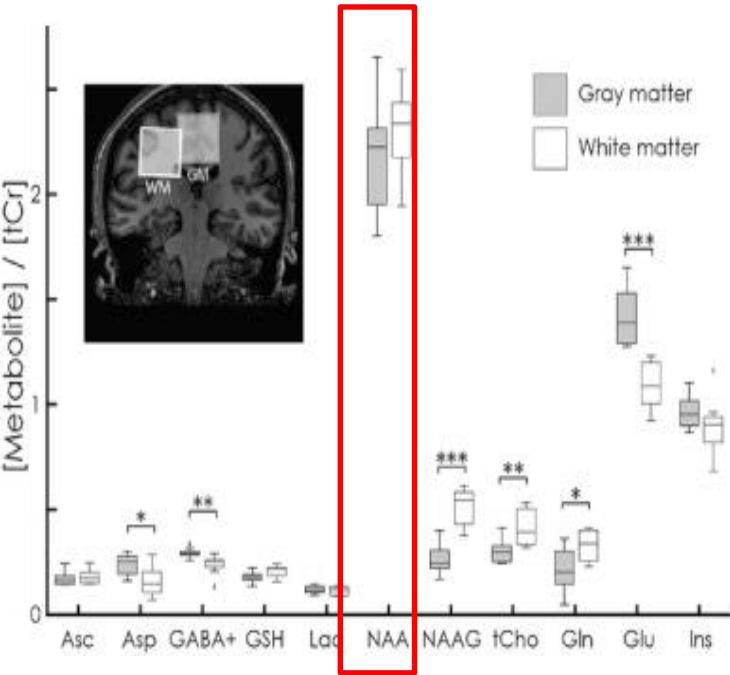 Gray matter
White matter
WM
GM
[Metabolite] / [tCr]
2
1
0
***
***
**
*
**
*
Asc Asp GABA+ GSH Lac NAA NAAG tCho Gln Glu Ins